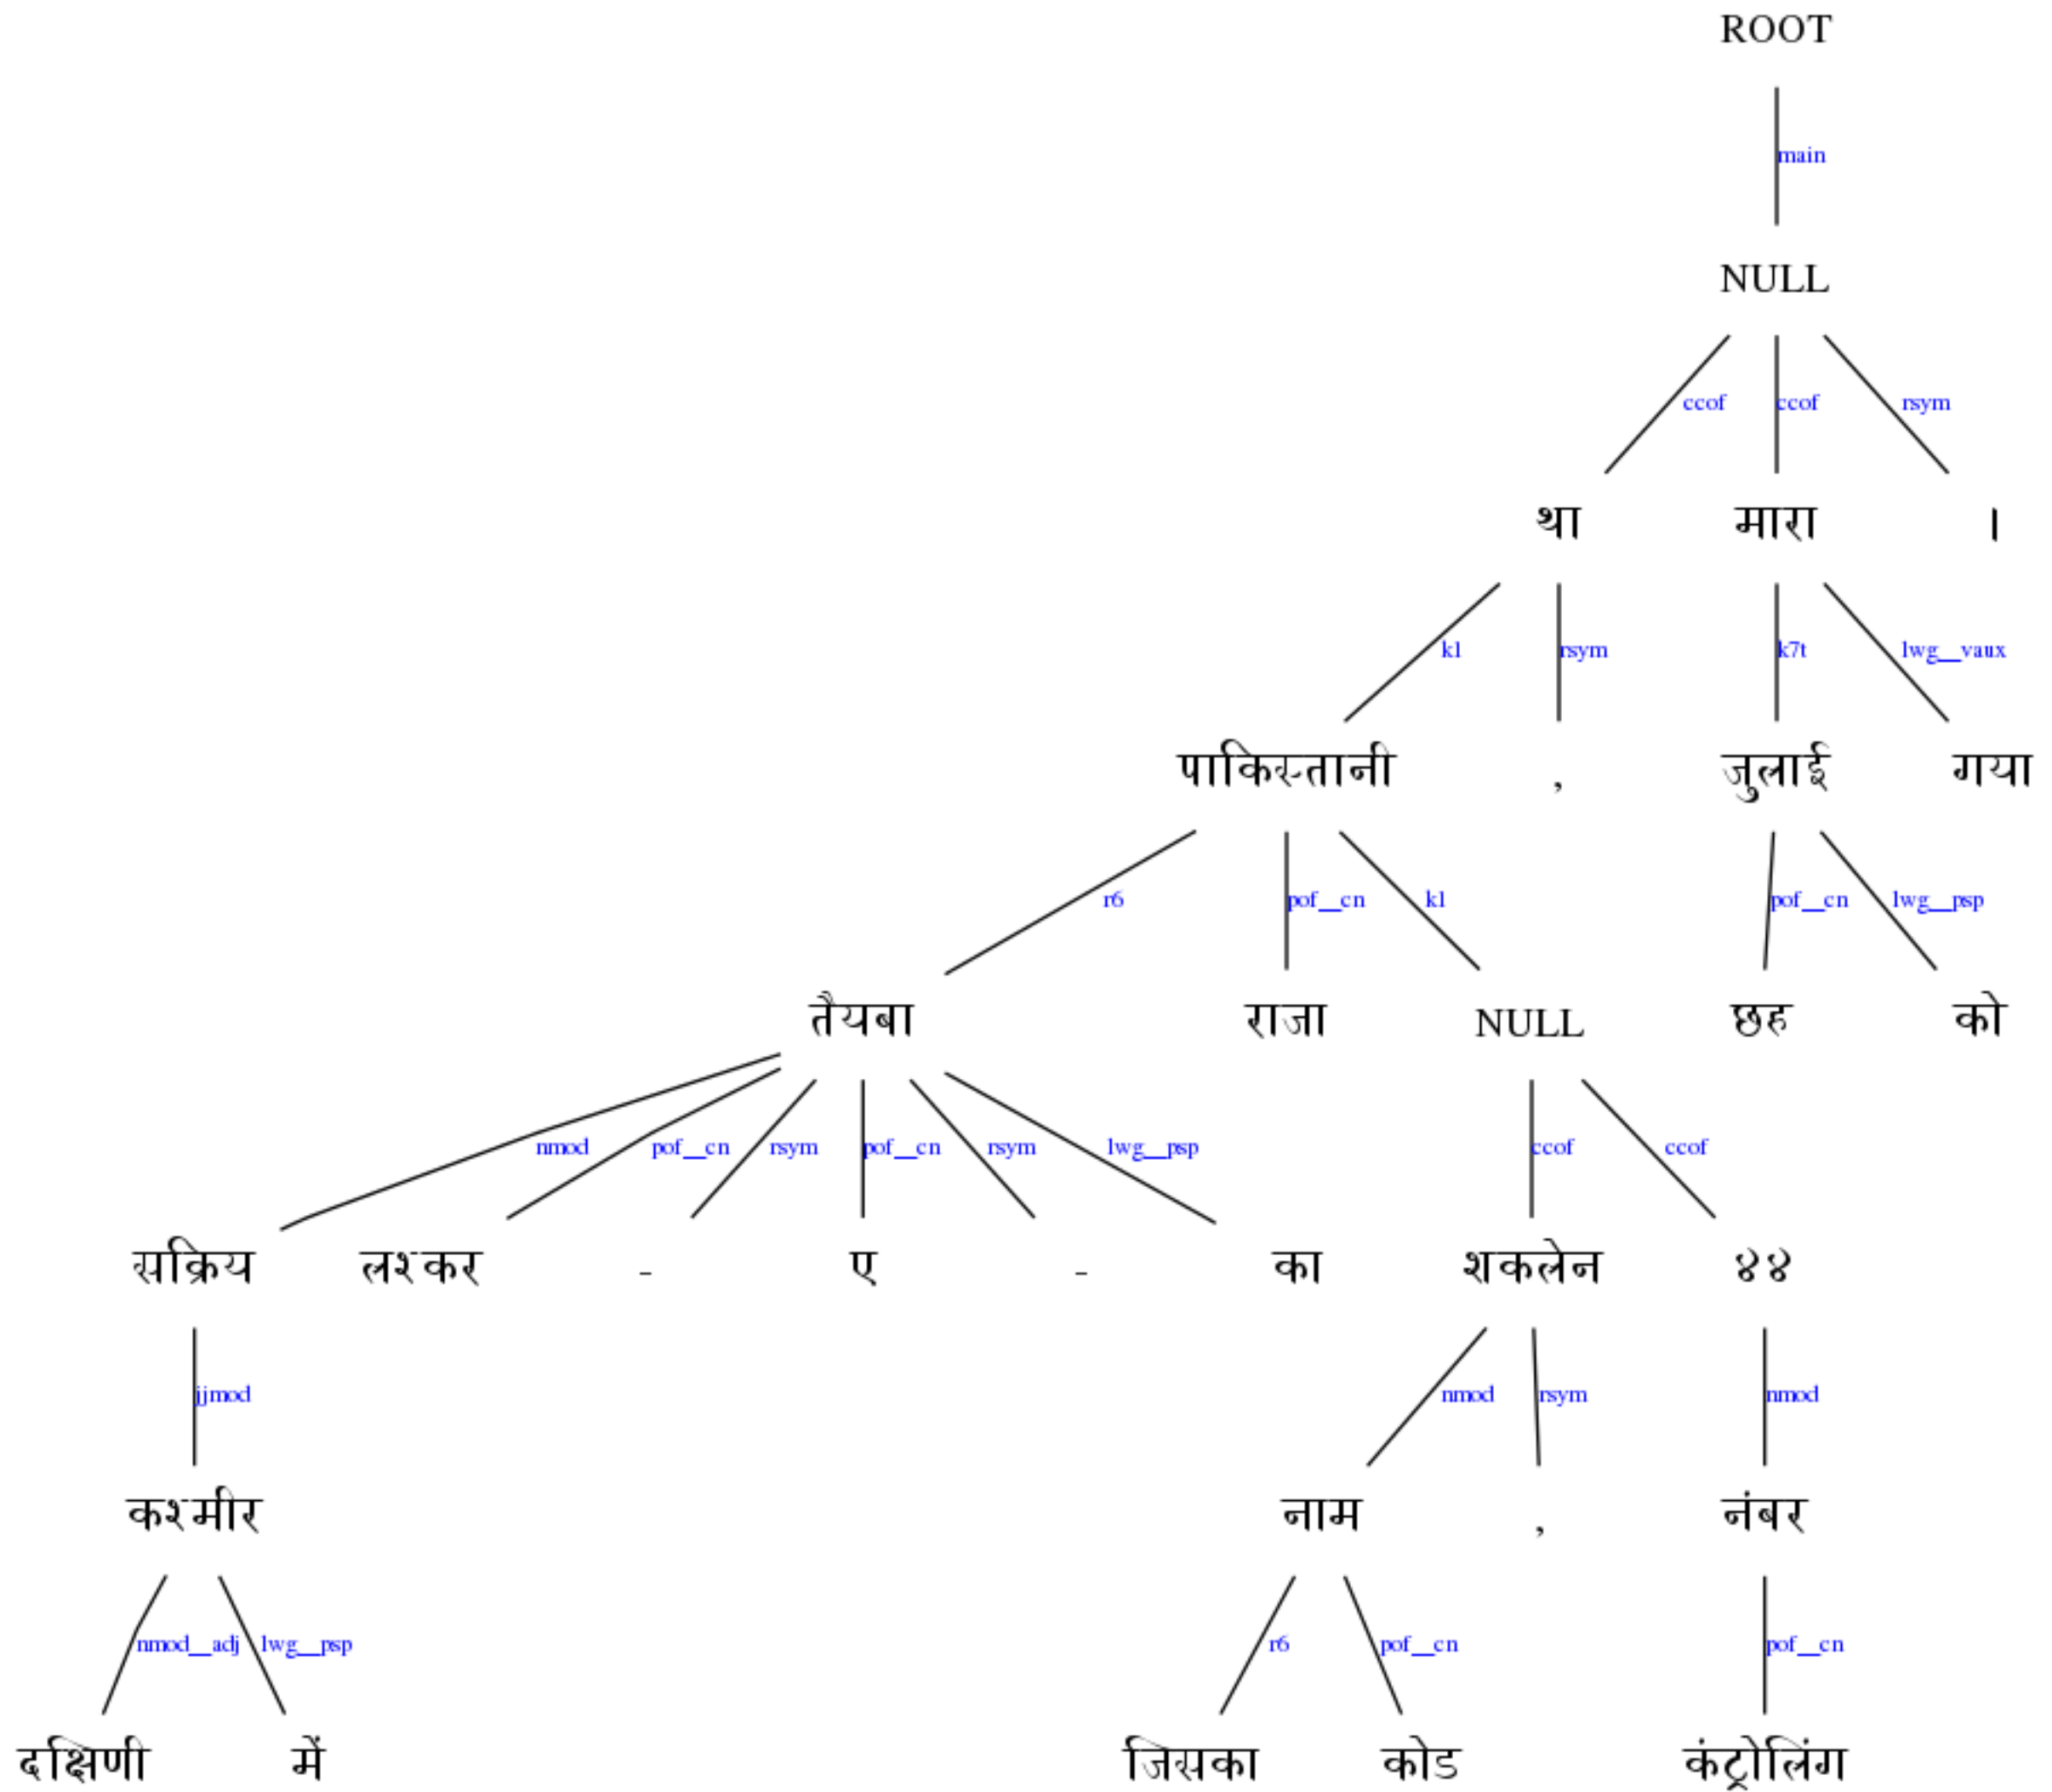 ROOT
main
NULL
ccof ccof rsym
था मारा ।
k1 rsym k7t lwg__vaux
पाकिस्तानी , जुलाई गया
r6 pof__cn k1 pof__cn lwg__psp
तैयबा राजा NULL छह को
nmod pof__cn rsym pof__cn rsym lwg__psp ccof ccof
सक्रिय लश्कर - ए - का शकलेन ४४
jjmod nmod rsym nmod
कश्मीर नाम , नंबर
nmod__adj lwg__psp r6 pof__cn pof__cn
दक्षिणी में जिसका कोड कंट्रोलिंग